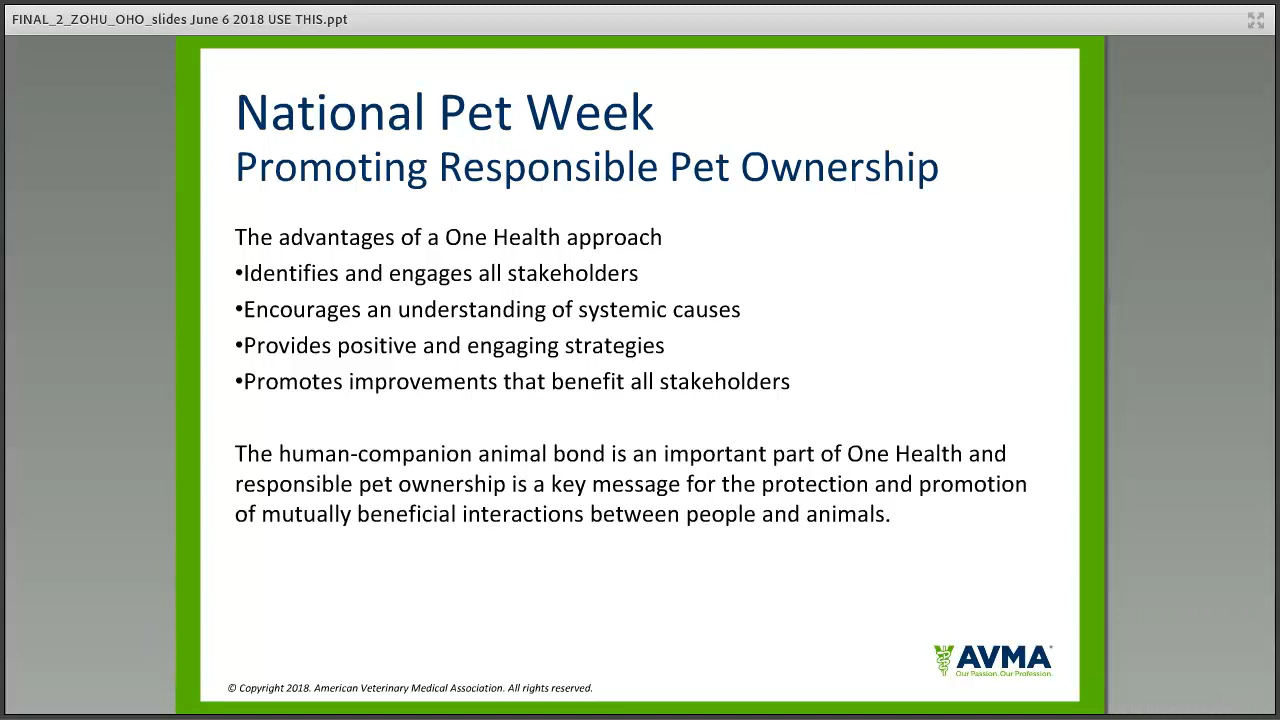 FINAL_2_ZOHU_OHO_slides June 6 2018 USE THIS.ppt
National Pet Week
Promoting Responsible Pet Ownership
The advantages of a One Health approach
•Identifies and engages all stakeholders
•Encourages an understanding of systemic causes
•Provides positive and engaging strategies
•Promotes improvements that benefit all stakeholders
The human-companion animal bond is an important part of One Health and
responsible pet ownership is a key message for the protection and promotion
of mutually beneficial interactions between people and animals.
AVMA
Our Passion. Our Profession.
© Copyright 2018. American Veterinary Medical Association. All rights reserved.